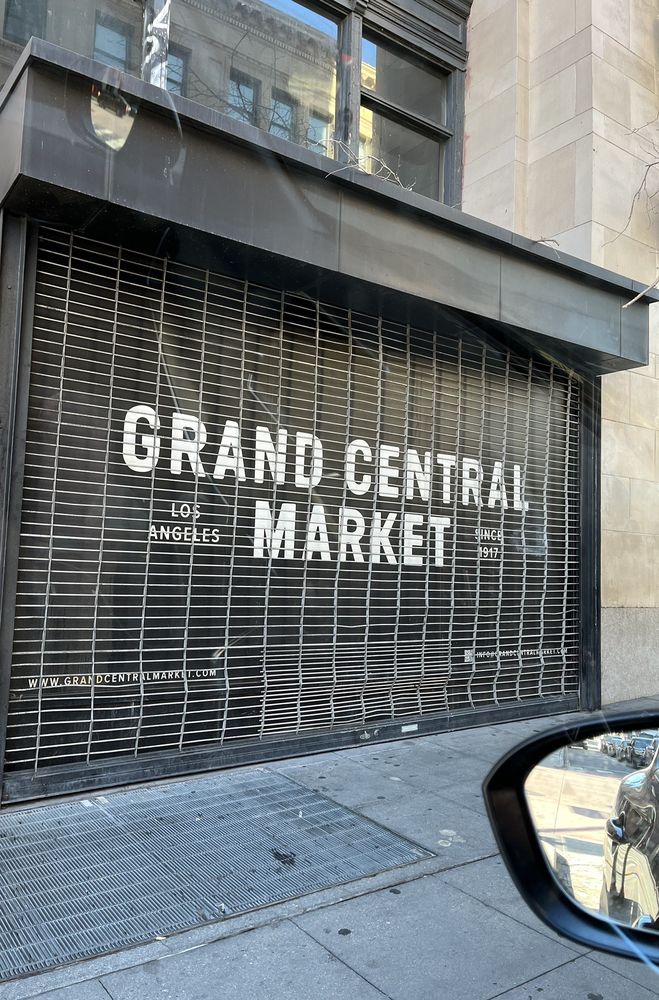 GRAND CENTRAL
LOS
ANGELES
MARKET
SINCE
1917
WWW.GRANDCENTRALMARKET.COM
INFO@GRANDCENTRALMARKET.COM